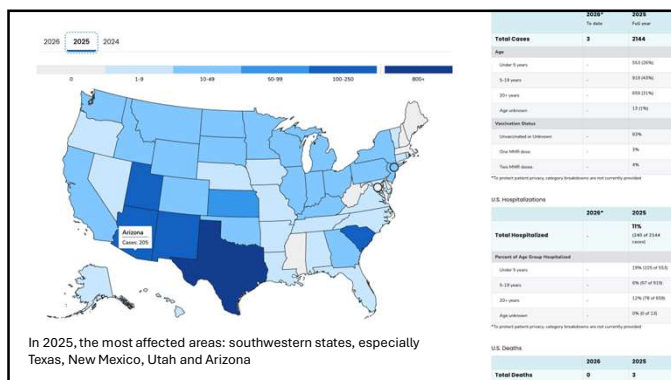 2026 2025 2024
0 1-9 10-49 50-99 100-250 800+
Arizona
Cases: 205
In 2025, the most affected areas: southwestern states, especially
Texas, New Mexico, Utah and Arizona
2026* 2025
To date Full year
Total Cases 3 2144
Age
Under 5 years - 553 (26%)
5-19 years - 919 (43%)
20+ years - 659 (31%)
Age unknown - 13 (1%)
Vaccination Status
Unvaccinated or Unknown - 93%
One MMR dose - 3%
Two MMR doses - 4%
*To protect patient privacy, category breakdowns are not currently provided
U.S. Hospitalizations
2026* 2025
11%
Total Hospitalized - (240 of 2144
cases)
Percent of Age Group Hospitalized
Under 5 years - 19% (105 of 553)
5-19 years - 6% (57 of 919)
20+ years - 12% (78 of 659)
Age unknown - 0% (0 of 13)
*To protect patient privacy, category breakdowns are not currently provided
U.S. Deaths
2026 2025
Total Deaths 0 3